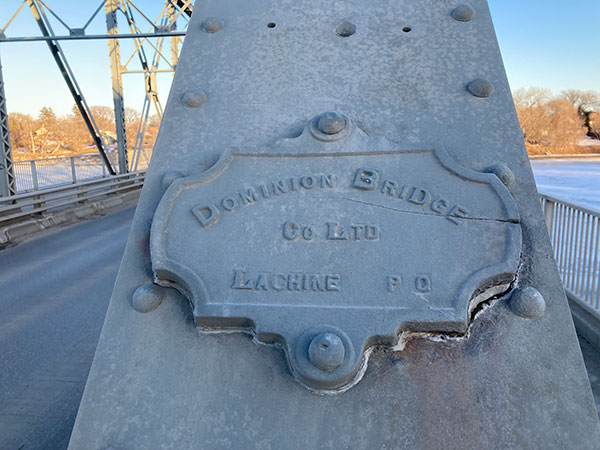 DOMINION BRIDGE
CO LTD
LACHINE P Q